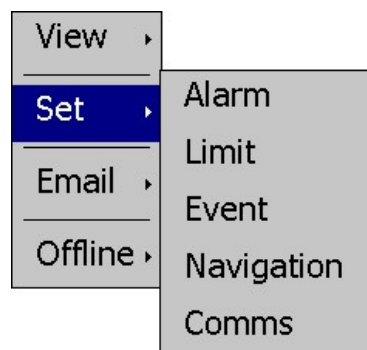 View
Set
Email
Offline
Alarm
Limit
Event
Navigation
Comms